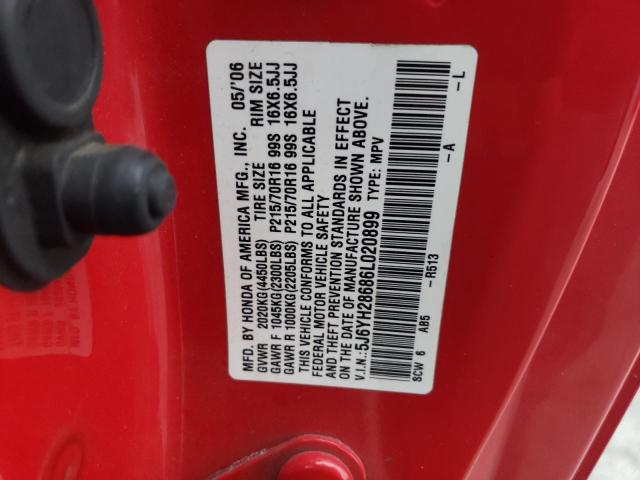 MFD. BY HONDA OF AMERICA MFG., INC. 05/'06
GVWR 2020KG(4450LBS) TIRE SIZE RIM SIZE
GAWR F 1045KG(2300LBS) P215/70R16 99S 16X6.5JJ
GAWR R 1000KG(2205LBS) P215/70R16 99S 16X6.5JJ
THIS VEHICLE CONFORMS TO ALL APPLICABLE
FEDERAL MOTOR VEHICLE SAFETY
AND THEFT PREVENTION STANDARDS IN EFFECT
ON THE DATE OF MANUFACTURE SHOWN ABOVE.
V.I.N.:5J6YH28686L020899 TYPE: MPV
-R513 -A -L
SCW 6 AB5